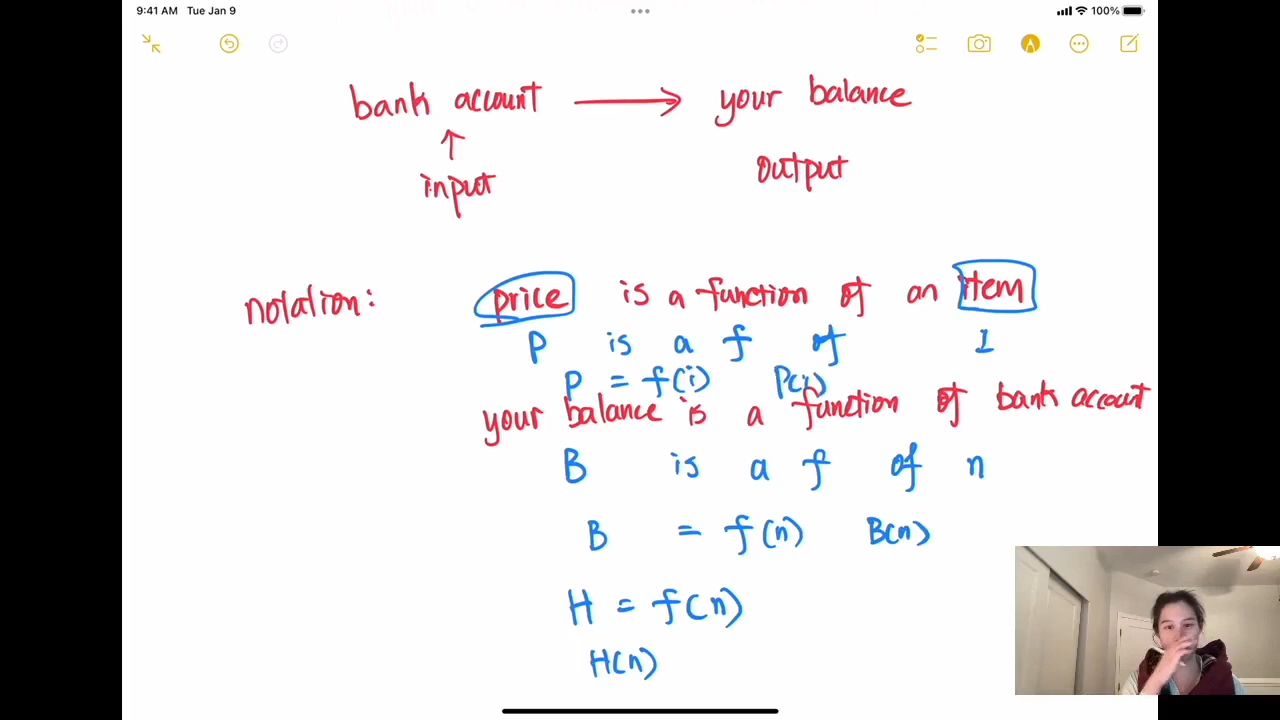 9:41 AM Tue Jan 9
100%
bank account → your balance
↑
input output
notation: price is a function of an item
P is a f of I
P = f(i) P(i)
your balance is a function of bank account
B is a f of n
B = f(n) B(n)
H = f(n)
H(n)